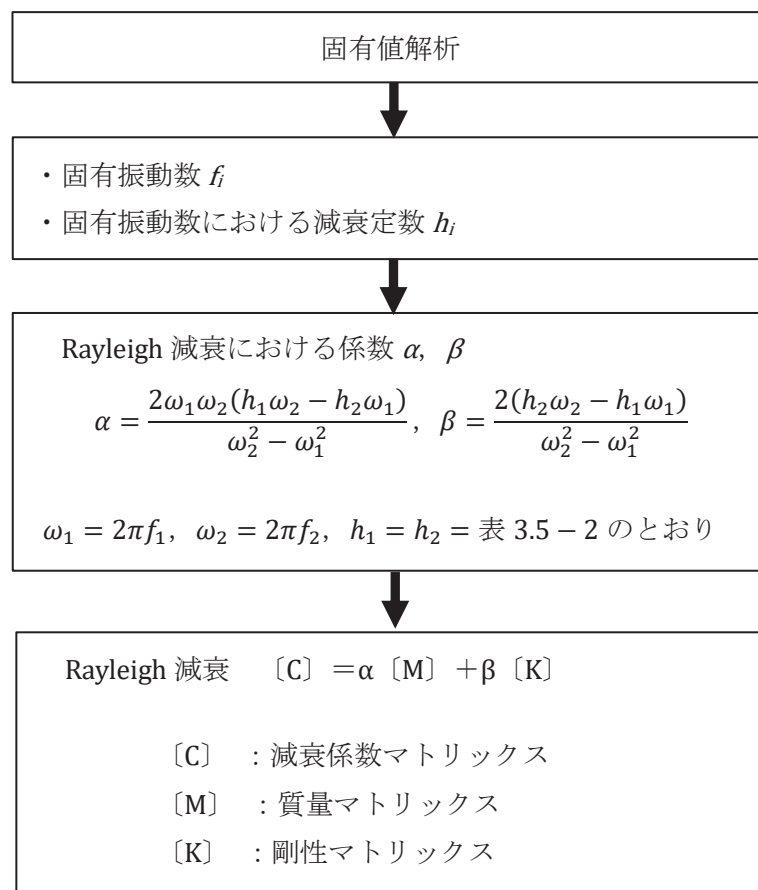 固有値解析
・固有振動数 fᵢ
・固有振動数における減衰定数 hᵢ
Rayleigh 減衰における係数 α, β
α = 2ω₁ω₂(h₁ω₂ − h₂ω₁) / (ω₂² − ω₁²), β = 2(h₂ω₂ − h₁ω₁) / (ω₂² − ω₁²)
ω₁ = 2πf₁, ω₂ = 2πf₂, h₁ = h₂ = 表 3.5 − 2 のとおり
Rayleigh 減衰 〔C〕＝α〔M〕＋β〔K〕
〔C〕 : 減衰係数マトリックス
〔M〕 : 質量マトリックス
〔K〕 : 剛性マトリックス